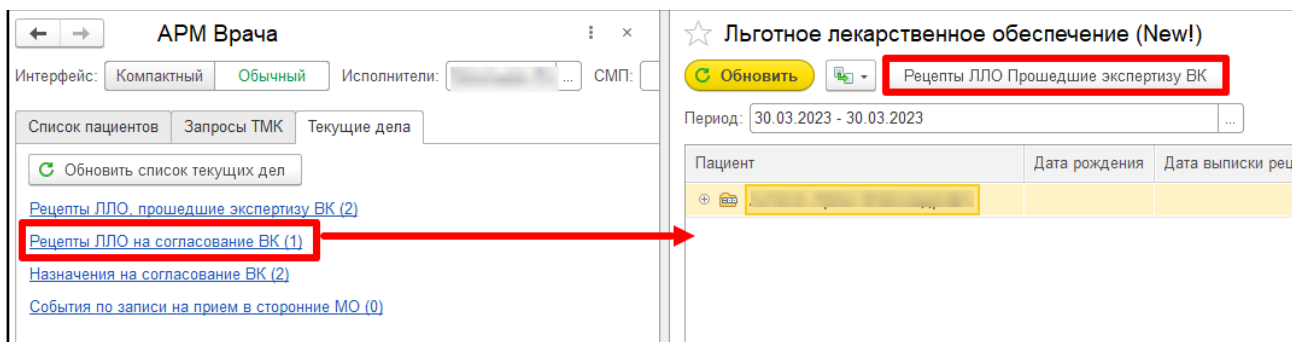 АРМ Врача
Интерфейс: Компактный Обычный Исполнители: ... СМП:
Список пациентов Запросы ТМК Текущие дела
Обновить список текущих дел
Рецепты ЛЛО, прошедшие экспертизу ВК (2)
Рецепты ЛЛО на согласование ВК (1)
Назначения на согласование ВК (2)
События по записи на прием в сторонние МО (0)
Льготное лекарственное обеспечение (New!)
Обновить Рецепты ЛЛО Прошедшие экспертизу ВК
Период: 30.03.2023 - 30.03.2023 ...
Пациент Дата рождения Дата выписки рец